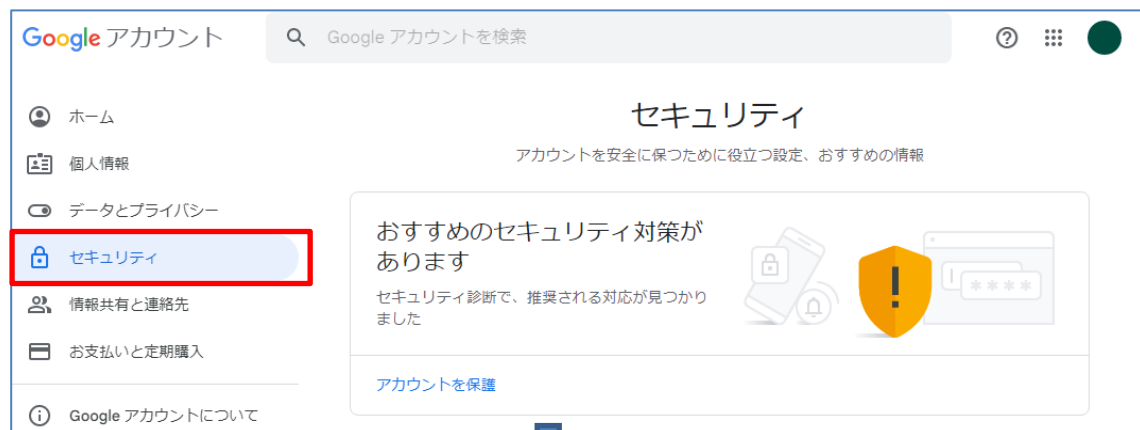 Google アカウント
Google アカウントを検索
ホーム
個人情報
データとプライバシー
セキュリティ
情報共有と連絡先
お支払いと定期購入
Google アカウントについて
セキュリティ
アカウントを安全に保つために役立つ設定、おすすめの情報
おすすめのセキュリティ対策が
あります
セキュリティ診断で、推奨される対応が見つかり
ました
****
アカウントを保護